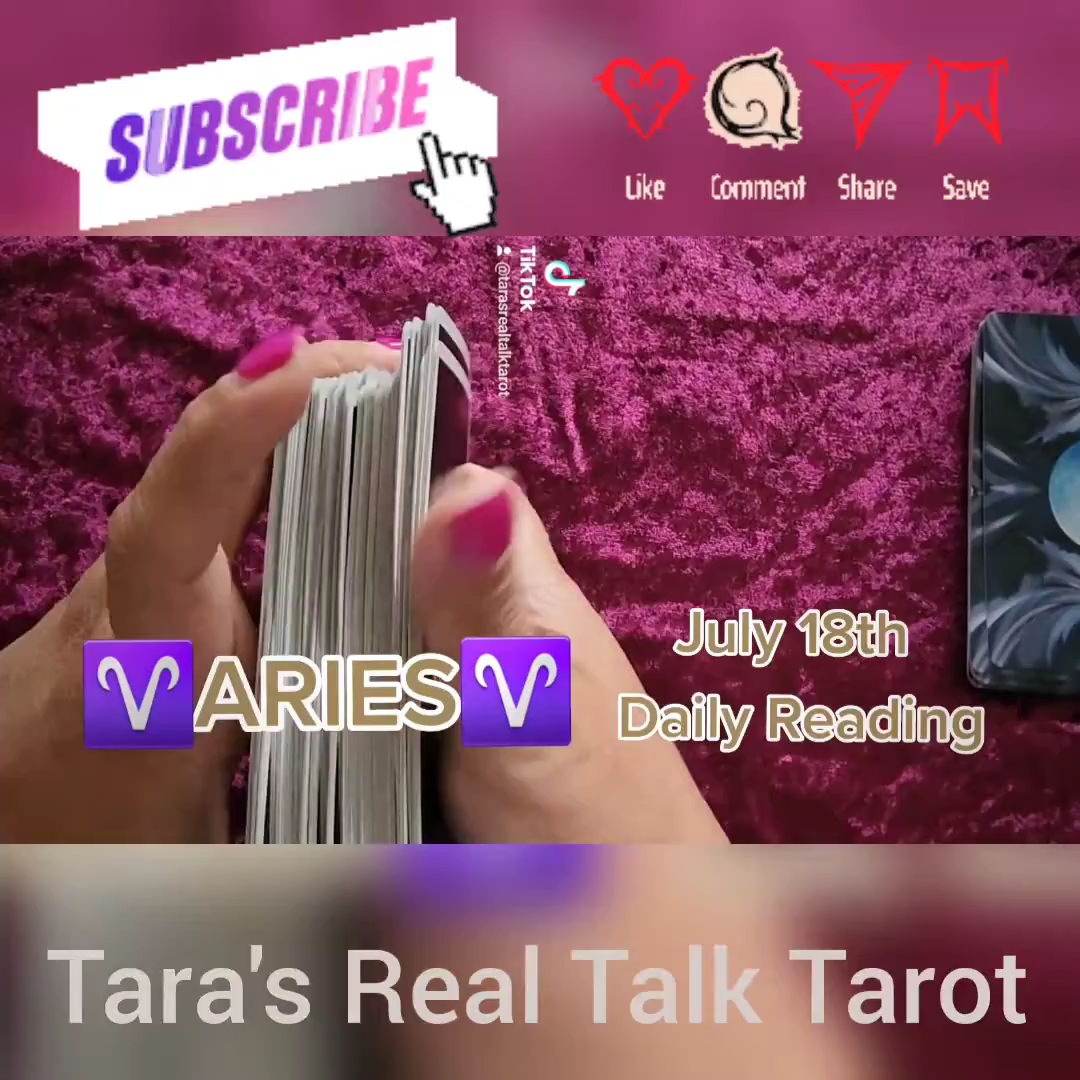 SUBSCRIBE
Like Comment Share Save
TikTok
@tarasrealtalktarot
♈ARIES♈
July 18th
Daily Reading
Tara's Real Talk Tarot